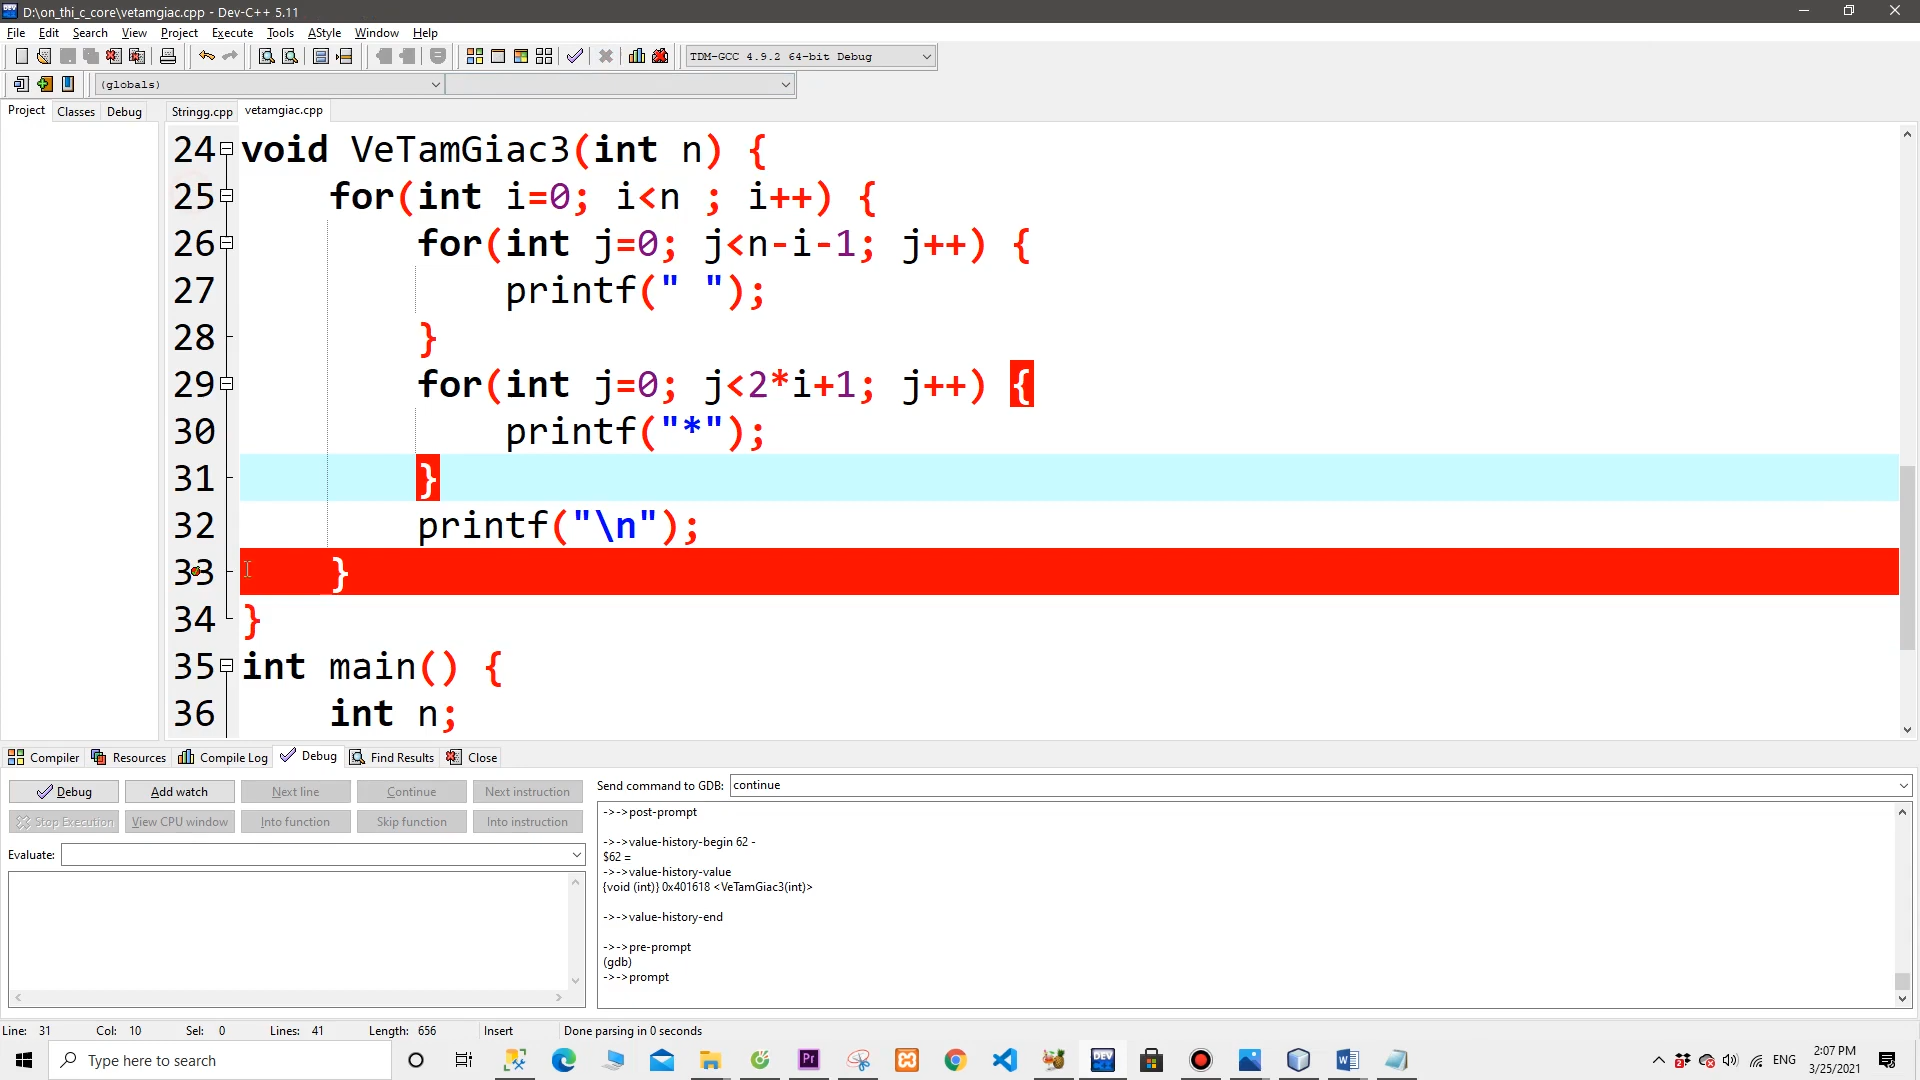 D:\on_thi_c_core\vetamgiac.cpp - Dev-C++ 5.11
File Edit Search View Project Execute Tools AStyle Window Help
TDM-GCC 4.9.2 64-bit Debug
(globals)
Project Classes Debug Stringg.cpp vetamgiac.cpp
24 void VeTamGiac3(int n) {
25 for(int i=0; i<n ; i++) {
26 for(int j=0; j<n-i-1; j++) {
27 printf(" ");
28 }
29 for(int j=0; j<2*i+1; j++) {
30 printf("*");
31 }
32 printf("\n");
33 }
34 }
35 int main() {
36 int n;
Compiler Resources Compile Log Debug Find Results Close
Debug Add watch Next line Continue Next instruction Send command to GDB: continue
Stop Execution View CPU window Into function Skip function Into instruction
Evaluate:
->->post-prompt
->->value-history-begin 62 -
$62 =
->->value-history-value
{void (int)} 0x401618 <VeTamGiac3(int)>
->->value-history-end
->->pre-prompt
(gdb)
->->prompt
Line: 31 Col: 10 Sel: 0 Lines: 41 Length: 656 Insert Done parsing in 0 seconds
Type here to search
ENG
2:07 PM
3/25/2021